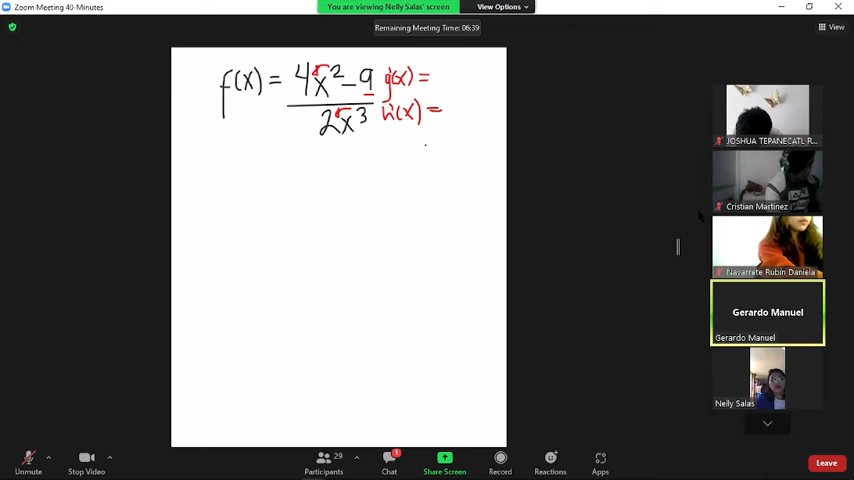 Zoom Meeting 40-Minutes
You are viewing Nelly Salas' screen
View Options
Remaining Meeting Time: 06:39
View
f(x) = 4x² - 9
2x³
g'(x) =
h'(x) =
JOSHUA TEPANECATL R...
Cristian Martinez
Navarrete Rubín Daniela
Gerardo Manuel
Gerardo Manuel
Nelly Salas
Unmute
Stop Video
29
Participants
1
Chat
Share Screen
Record
Reactions
Apps
Leave